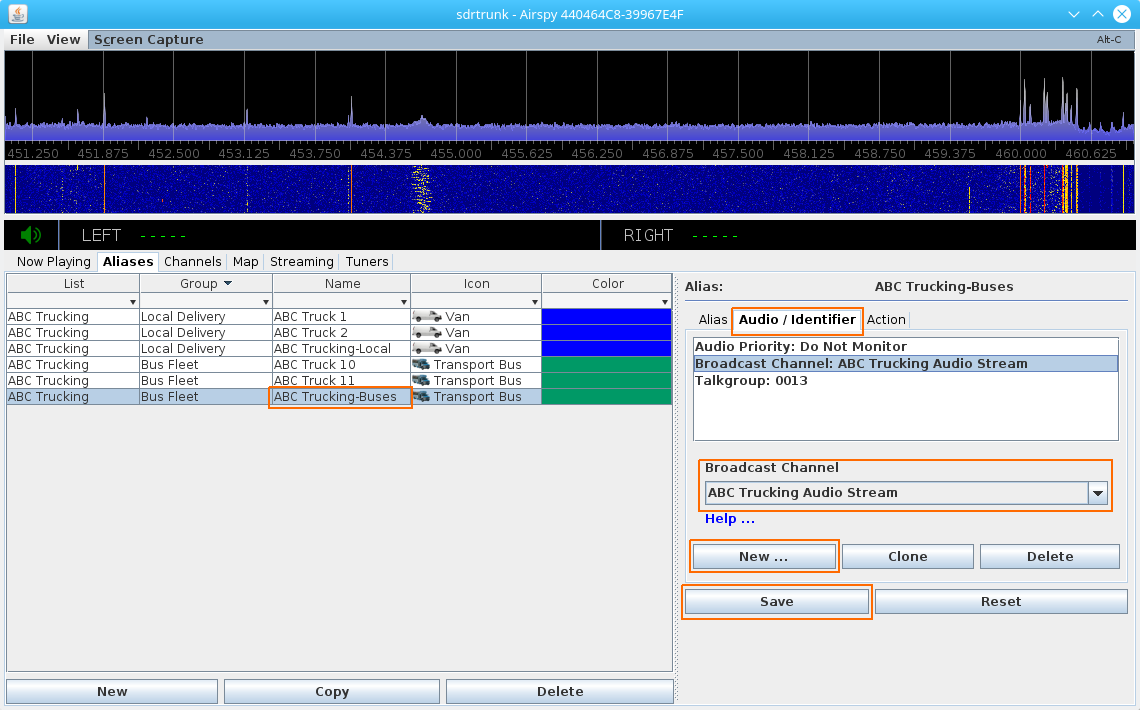 sdrtrunk - Airspy 440464C8-39967E4F
File View Screen Capture Alt-C
451.250 451.875 452.500 453.125 453.750 454.375 455.000 455.625 456.250 456.875 457.500 458.125 458.750 459.375 460.000 460.625
LEFT ----- RIGHT -----
Now Playing Aliases Channels Map Streaming Tuners
List Group Name Icon Color
ABC Trucking Local Delivery ABC Truck 1 Van
ABC Trucking Local Delivery ABC Truck 2 Van
ABC Trucking Local Delivery ABC Trucking-Local Van
ABC Trucking Bus Fleet ABC Truck 10 Transport Bus
ABC Trucking Bus Fleet ABC Truck 11 Transport Bus
ABC Trucking Bus Fleet ABC Trucking-Buses Transport Bus
New Copy Delete
Alias: ABC Trucking-Buses
Alias Audio / Identifier Action
Audio Priority: Do Not Monitor
Broadcast Channel: ABC Trucking Audio Stream
Talkgroup: 0013
Broadcast Channel
ABC Trucking Audio Stream
Help ...
New ... Clone Delete
Save Reset